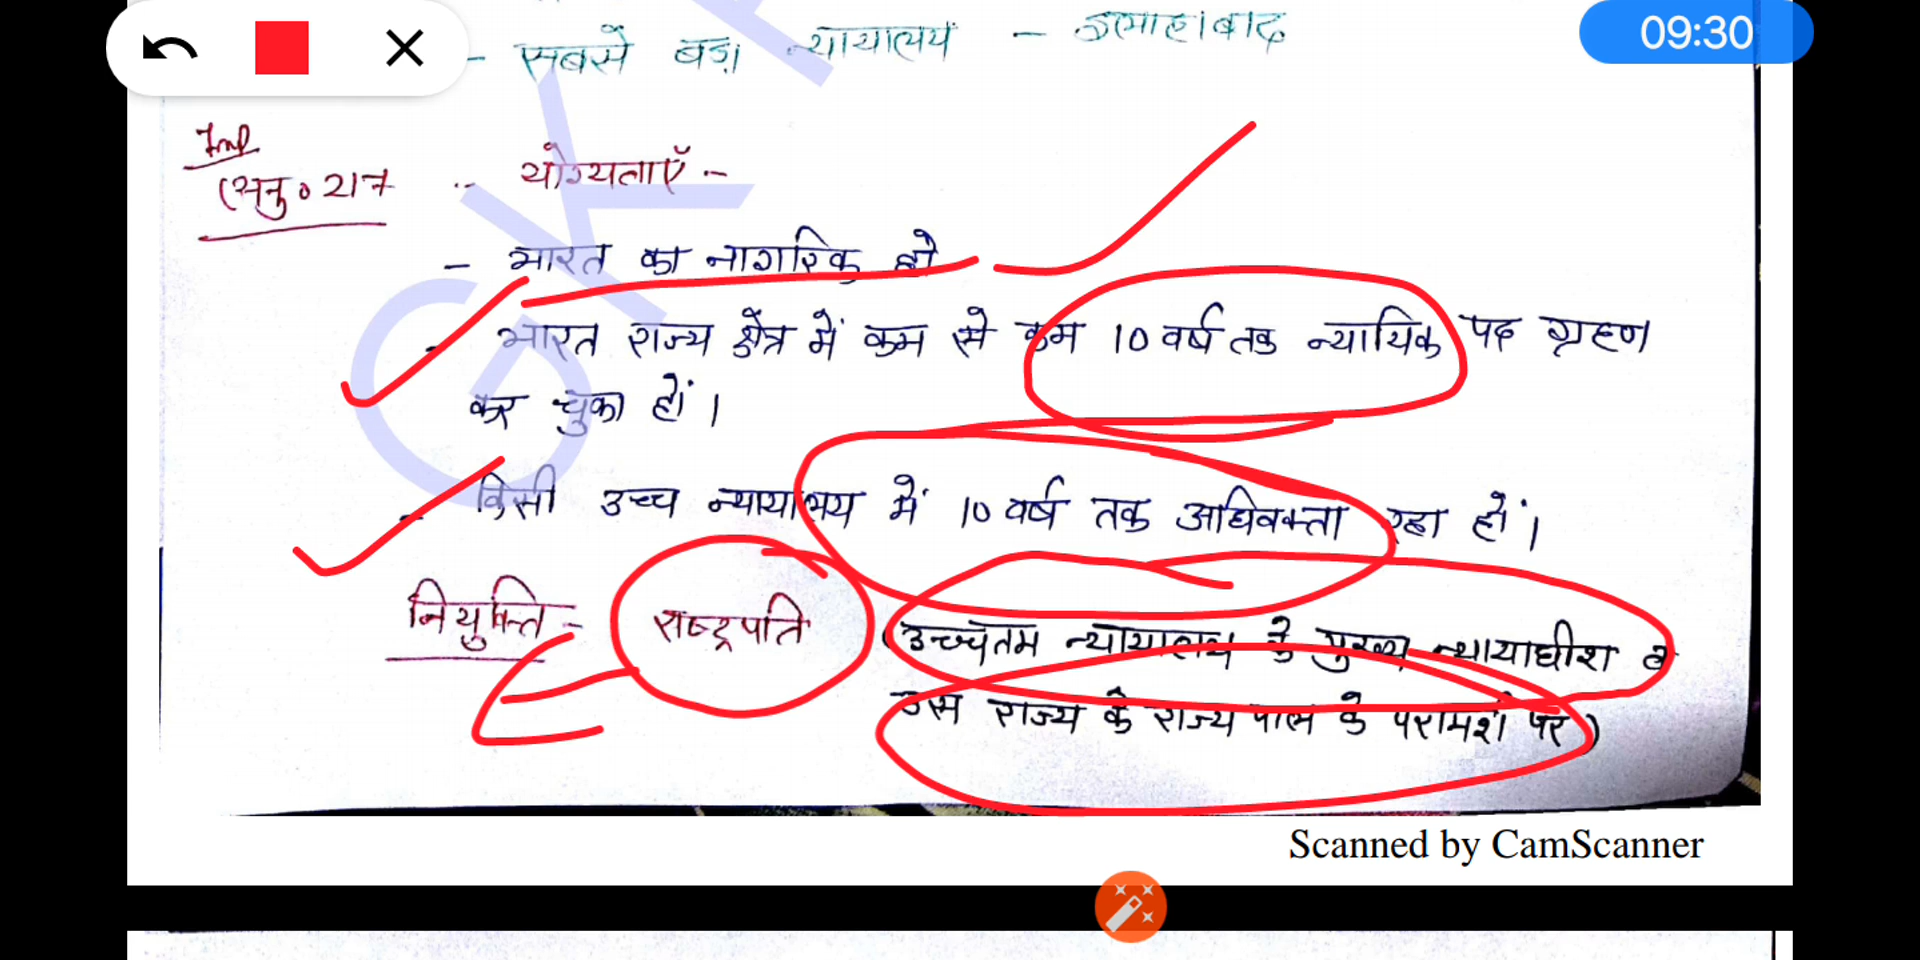 09:30
- सबसे बड़ा न्यायालय - इलाहाबाद
Imp
(अनु० 217 :- योग्यताएँ :-
- भारत का नागरिक हो
- भारत राज्य क्षेत्र में कम से कम 10 वर्ष तक न्यायिक पद ग्रहण
कर चुका हों।
- किसी उच्च न्यायालय में 10 वर्ष तक अधिवक्ता रहा हों।
नियुक्ति - राष्ट्रपति (उच्चतम न्यायालय के मुख्य न्यायाधीश व
उस राज्य के राज्यपाल के परामर्श पर)
GK
Scanned by CamScanner